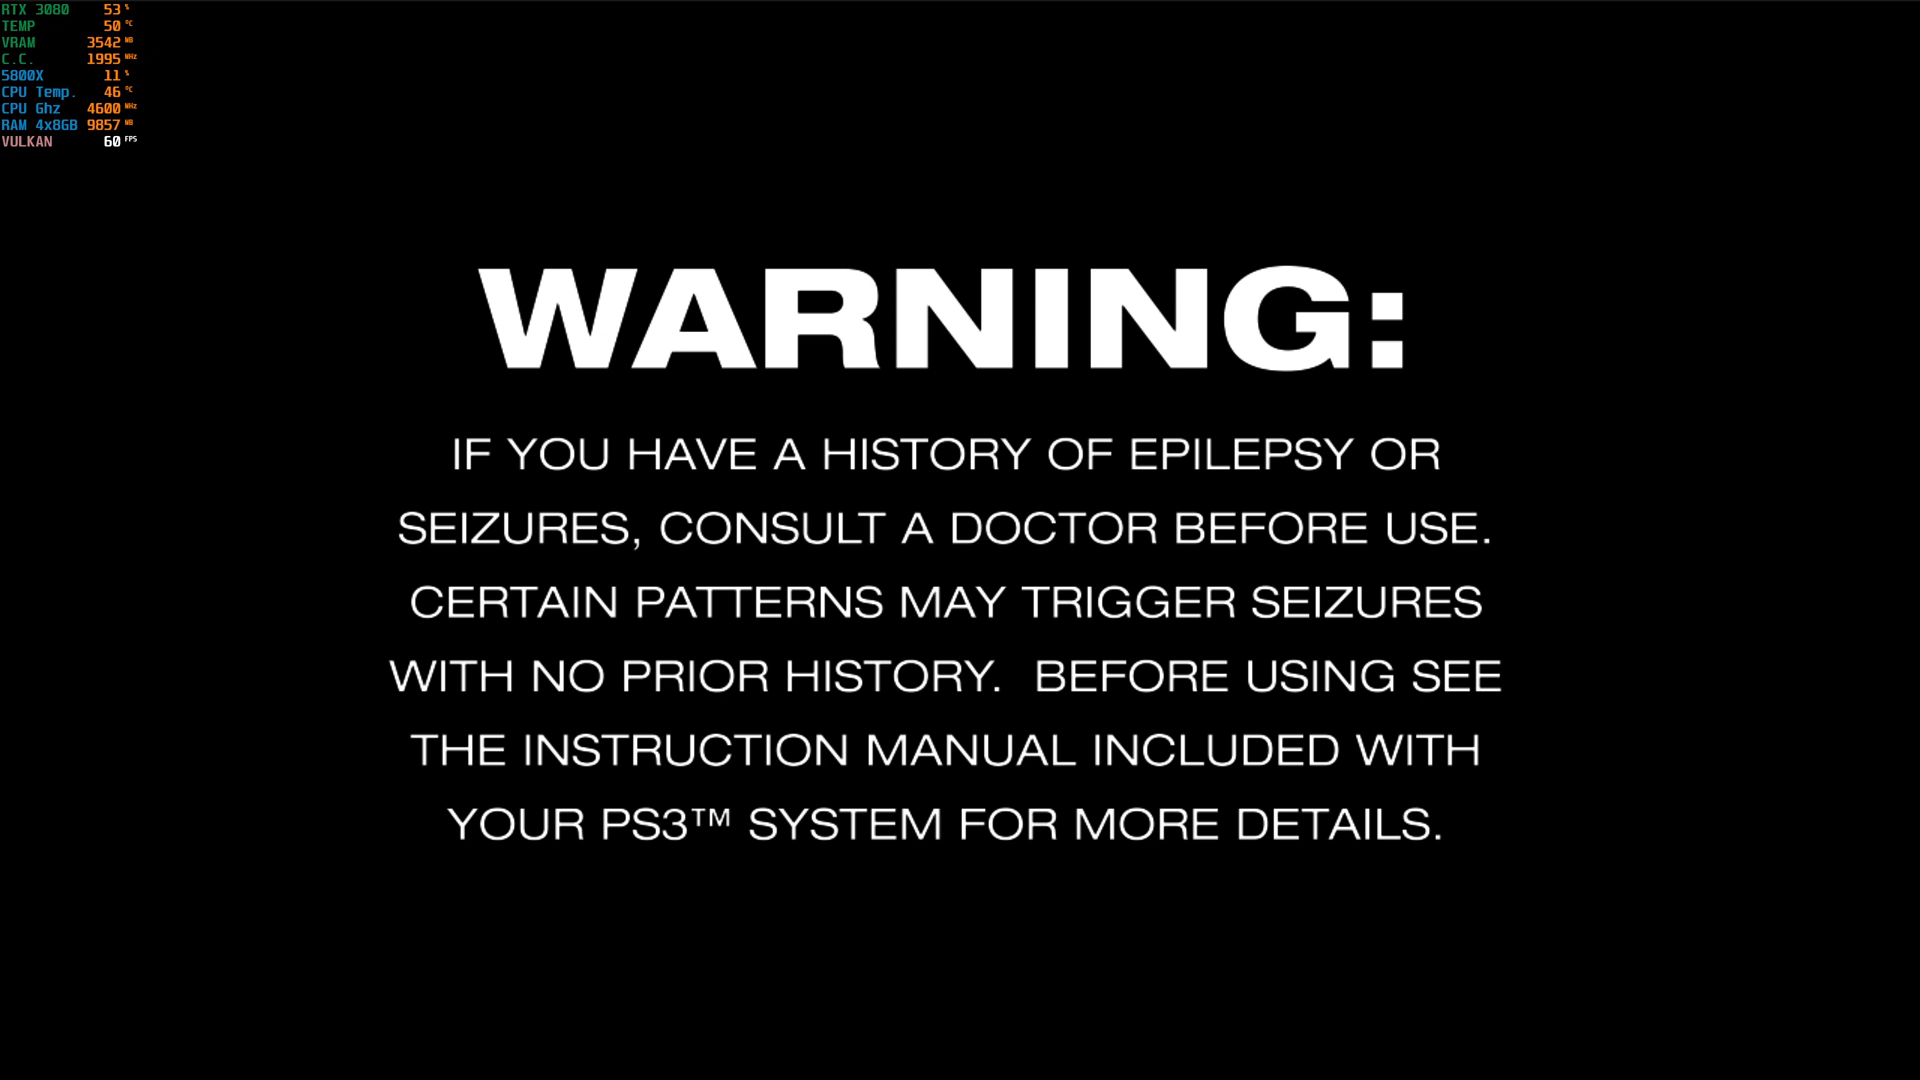 RTX 3080 53 %
TEMP 50 °C
VRAM 3542 MB
C.C. 1995 MHz
5800X 11 %
CPU Temp. 46 °C
CPU Ghz 4600 MHz
RAM 4x8GB 9857 MB
VULKAN 60 FPS
WARNING:
IF YOU HAVE A HISTORY OF EPILEPSY OR
SEIZURES, CONSULT A DOCTOR BEFORE USE.
CERTAIN PATTERNS MAY TRIGGER SEIZURES
WITH NO PRIOR HISTORY.  BEFORE USING SEE
THE INSTRUCTION MANUAL INCLUDED WITH
YOUR PS3™ SYSTEM FOR MORE DETAILS.